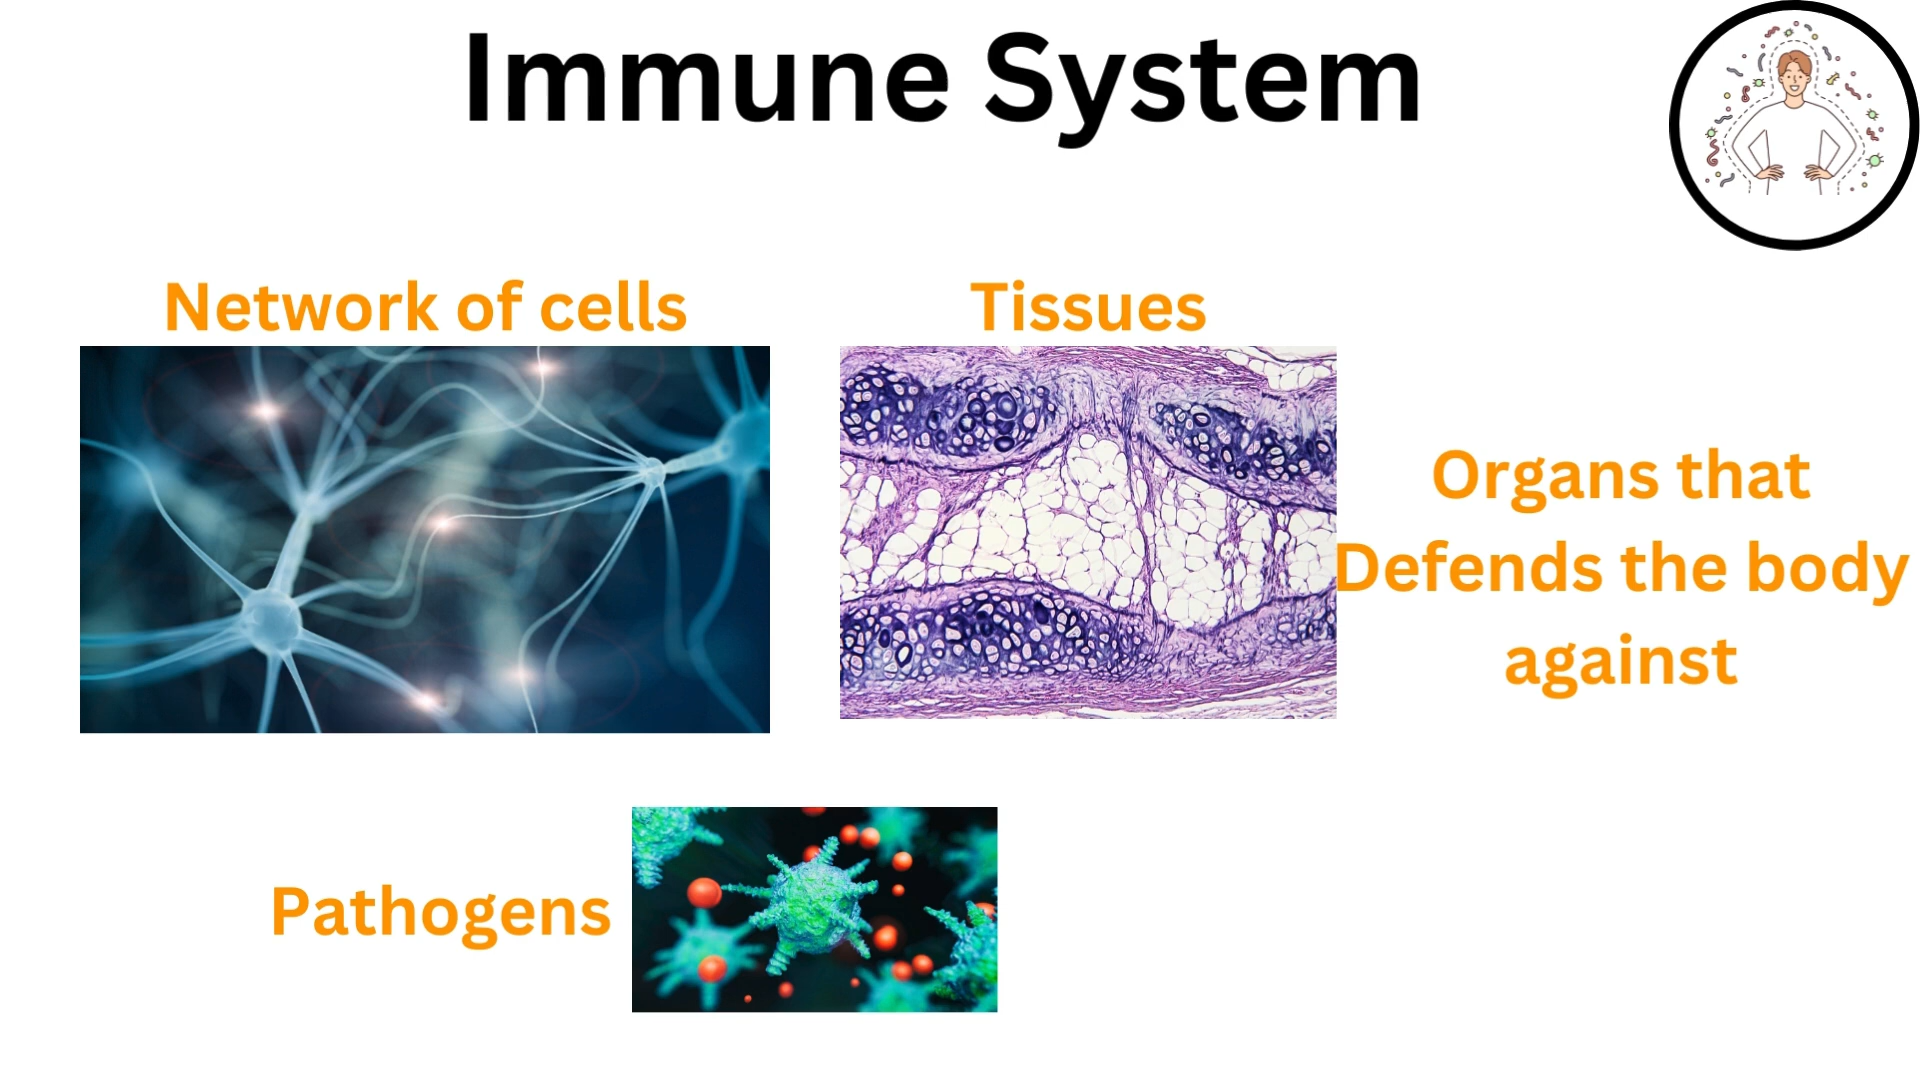 Immune System
Network of cells
Tissues
Organs that
Defends the body
against
Pathogens